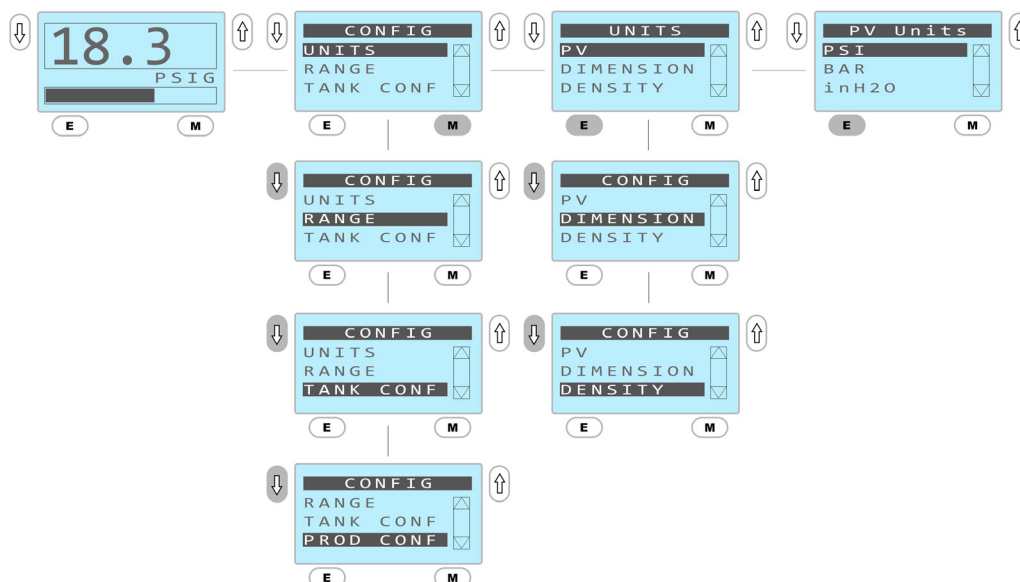 18.3
PSIG
E M
CONFIG
UNITS
RANGE
TANK CONF
E M
UNITS
PV
DIMENSION
DENSITY
E M
PV Units
PSI
BAR
inH2O
E M
CONFIG
UNITS
RANGE
TANK CONF
E M
CONFIG
PV
DIMENSION
DENSITY
E M
CONFIG
UNITS
RANGE
TANK CONF
E M
CONFIG
PV
DIMENSION
DENSITY
E M
CONFIG
RANGE
TANK CONF
PROD CONF
E M